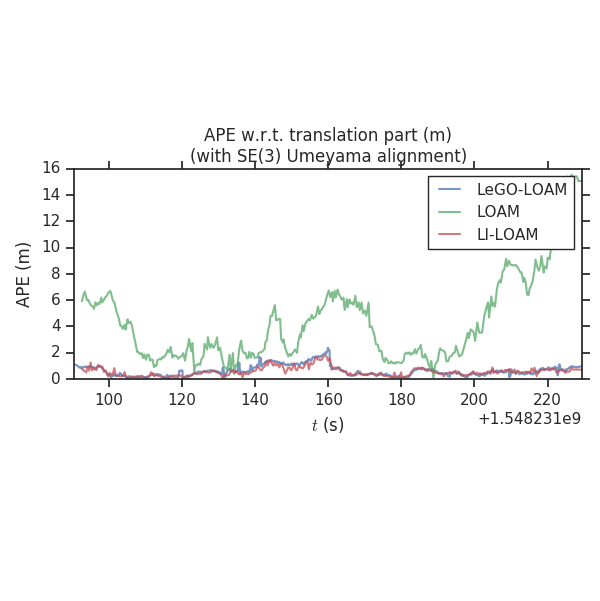 APE w.r.t. translation part (m)
(with SE(3) Umeyama alignment)
16
14
12
10
8
6
4
2
0
APE (m)
LeGO-LOAM
LOAM
LI-LOAM
100 120 140 160 180 200 220
+1.548231e9
t (s)